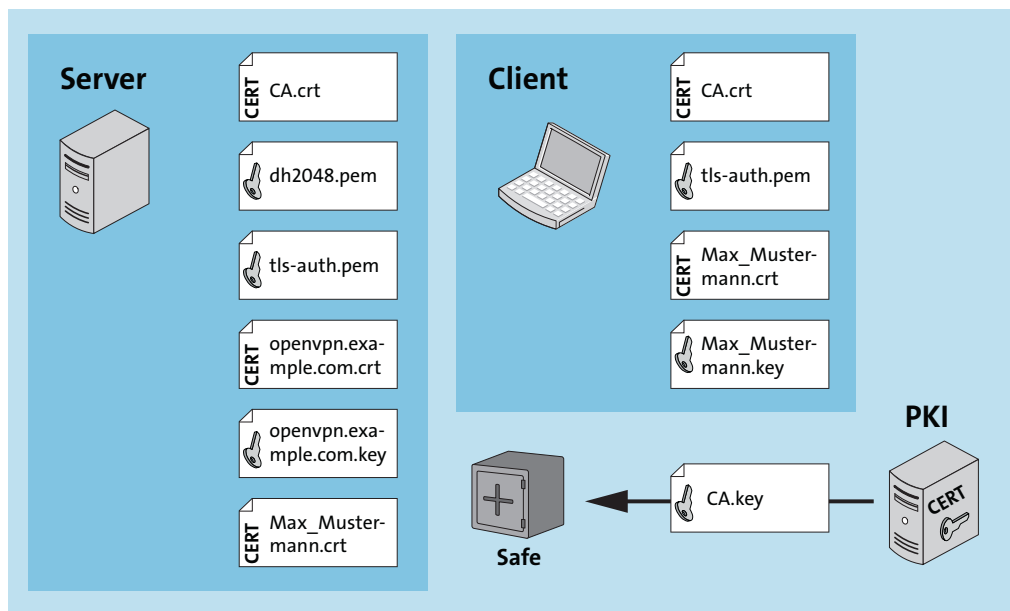 Server
CERT
CA.crt
dh2048.pem
tls-auth.pem
CERT
openvpn.exa-
mple.com.crt
openvpn.exa-
mple.com.key
CERT
Max_Muster-
mann.crt
Client
CERT
CA.crt
tls-auth.pem
CERT
Max_Muster-
mann.crt
Max_Muster-
mann.key
PKI
CERT
CA.key
Safe